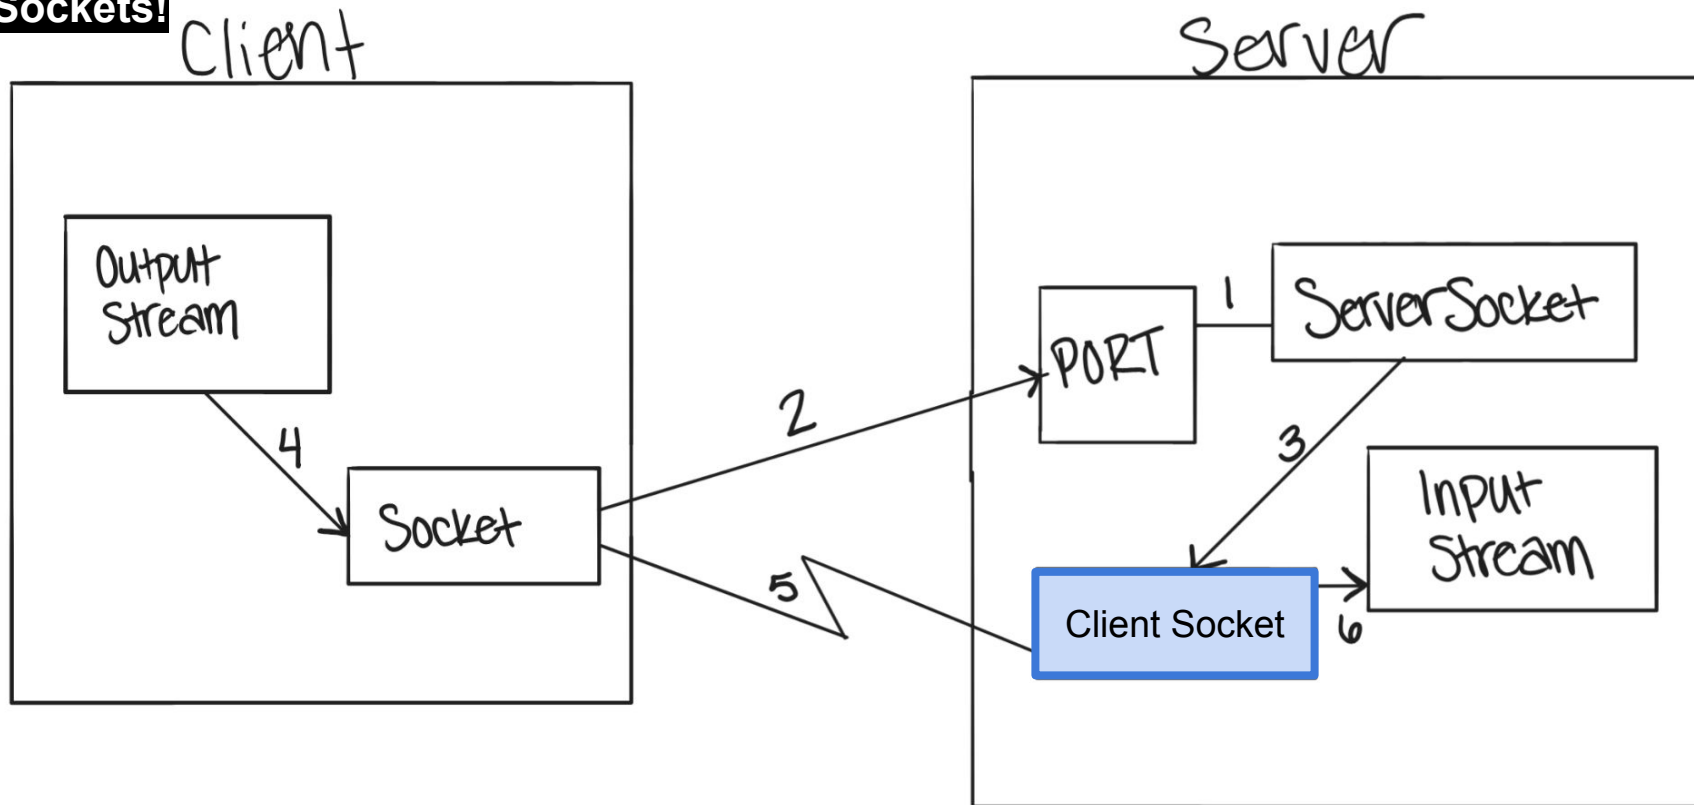 Sockets!
Client
Server
Output
Stream
4
Socket
2
5
PORT
1
ServerSocket
3
Input
Stream
Client Socket
6